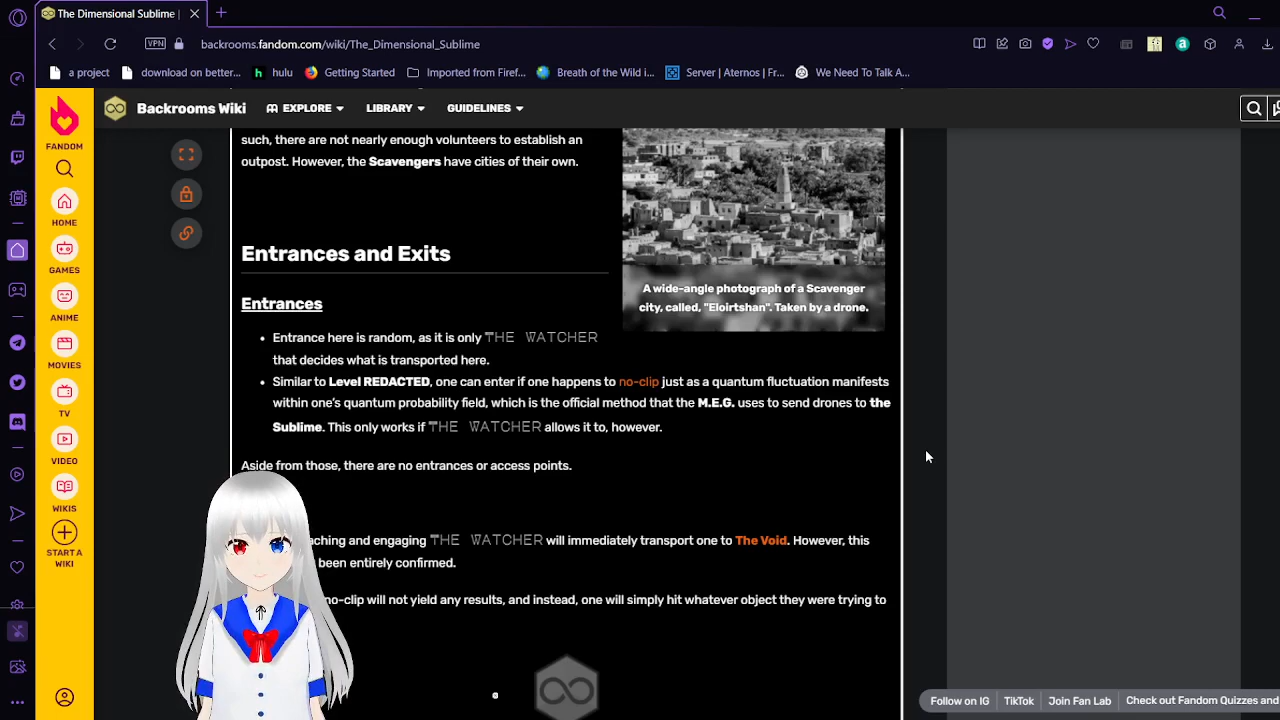 The Dimensional Sublime |
VPN
backrooms.fandom.com/wiki/The_Dimensional_Sublime
a project
download on better...
hulu
Getting Started
Imported from Firef...
Breath of the Wild i...
Server | Aternos | Fr...
We Need To Talk A...
FANDOM
HOME
GAMES
ANIME
MOVIES
TV
VIDEO
WIKIS
START A
WIKI
Backrooms Wiki
EXPLORE
LIBRARY
GUIDELINES
such, there are not nearly enough volunteers to establish an
outpost. However, the Scavengers have cities of their own.
A wide-angle photograph of a Scavenger
city, called, "Eloirtshan". Taken by a drone.
Entrances and Exits
Entrances
Entrance here is random, as it is only THE WATCHER
that decides what is transported here.
Similar to Level REDACTED, one can enter if one happens to no-clip just as a quantum fluctuation manifests
within one's quantum probability field, which is the official method that the M.E.G. uses to send drones to the
Sublime. This only works if THE WATCHER allows it to, however.
Aside from those, there are no entrances or access points.
aching and engaging THE WATCHER will immediately transport one to The Void. However, this
been entirely confirmed.
no-clip will not yield any results, and instead, one will simply hit whatever object they were trying to
Follow on IG
TikTok
Join Fan Lab
Check out Fandom Quizzes and